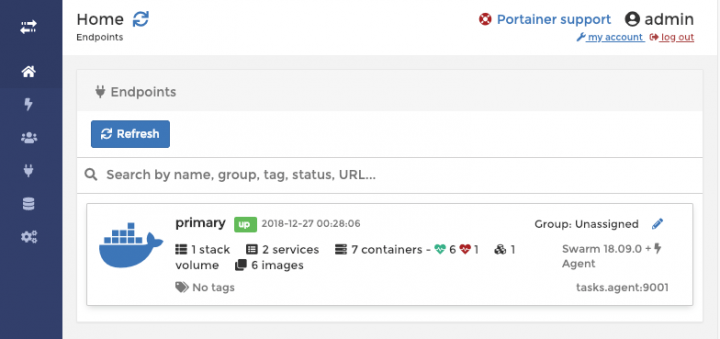 Home
Portainer support admin
Endpoints
my account log out
Endpoints
Refresh
Search by name, group, tag, status, URL...
primary up 2018-12-27 00:28:06 Group: Unassigned
1 stack 2 services 7 containers - 6 1 1
volume 6 images
Swarm 18.09.0 +
Agent
No tags
tasks.agent:9001